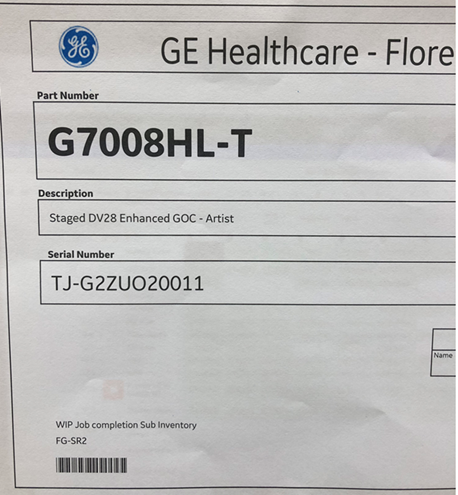 GE
GE Healthcare - Flore
Part Number
G7008HL-T
Description
Staged DV28 Enhanced GOC - Artist
Serial Number
TJ-G2ZUO20011
Name
WIP Job completion Sub Inventory
FG-SR2